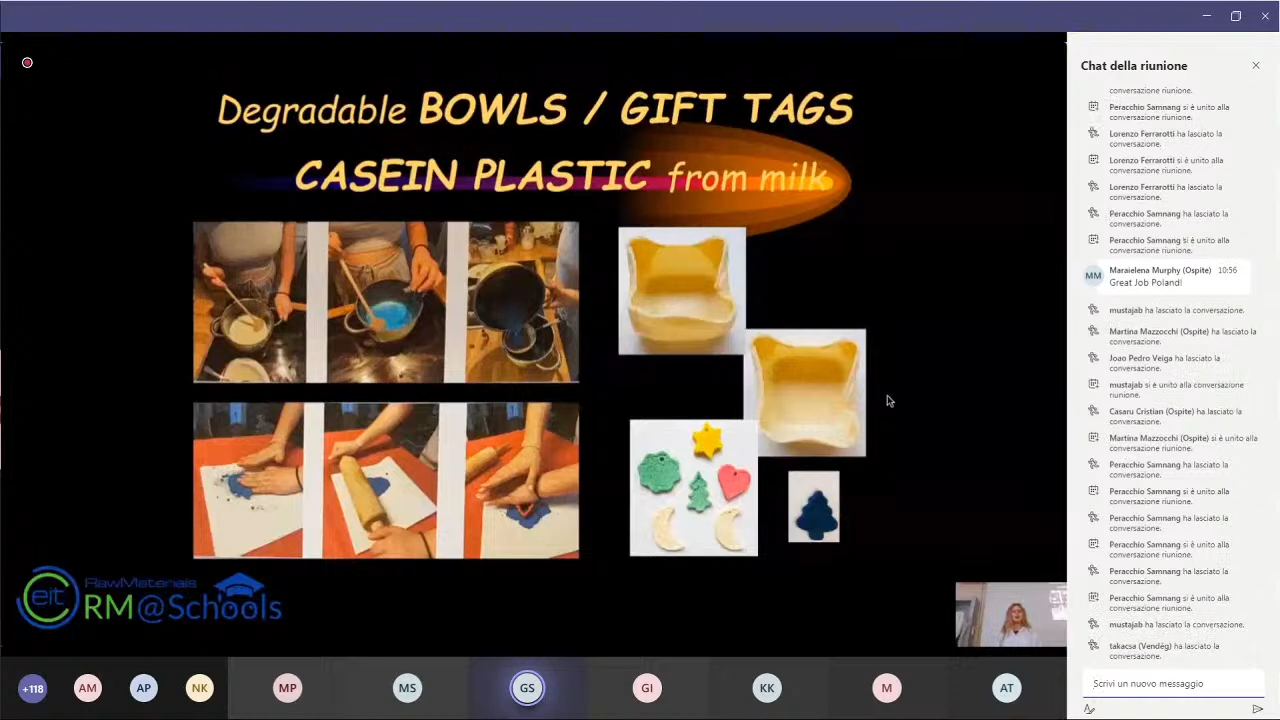 Degradable BOWLS / GIFT TAGS
CASEIN PLASTIC from milk
eit
RawMaterials
RM@Schools
+118
AM
AP
NK
MP
MS
GS
GI
KK
M
AT
Chat della riunione
conversazione riunione.
Peracchio Samnang si è unito alla
conversazione riunione.
Lorenzo Ferrarotti ha lasciato la
conversazione.
Lorenzo Ferrarotti si è unito alla
conversazione riunione.
Lorenzo Ferrarotti ha lasciato la
conversazione.
Peracchio Samnang ha lasciato la
conversazione.
Peracchio Samnang si è unito alla
conversazione riunione.
MM
Maraielena Murphy (Ospite) 10:56
Great Job Poland!
mustajab ha lasciato la conversazione.
Martina Mazzocchi (Ospite) ha lasciato la
conversazione.
Joao Pedro Veiga ha lasciato la
conversazione.
mustajab si è unito alla conversazione
riunione.
Casaru Cristian (Ospite) ha lasciato la
conversazione.
Martina Mazzocchi (Ospite) si è unito alla
conversazione riunione.
Peracchio Samnang ha lasciato la
conversazione.
Peracchio Samnang si è unito alla
conversazione riunione.
Peracchio Samnang ha lasciato la
conversazione.
Peracchio Samnang si è unito alla
conversazione riunione.
Peracchio Samnang ha lasciato la
conversazione.
Peracchio Samnang si è unito alla
conversazione riunione.
mustajab ha lasciato la conversazione.
takacsa (Vendég) ha lasciato la
conversazione.
Scrivi un nuovo messaggio